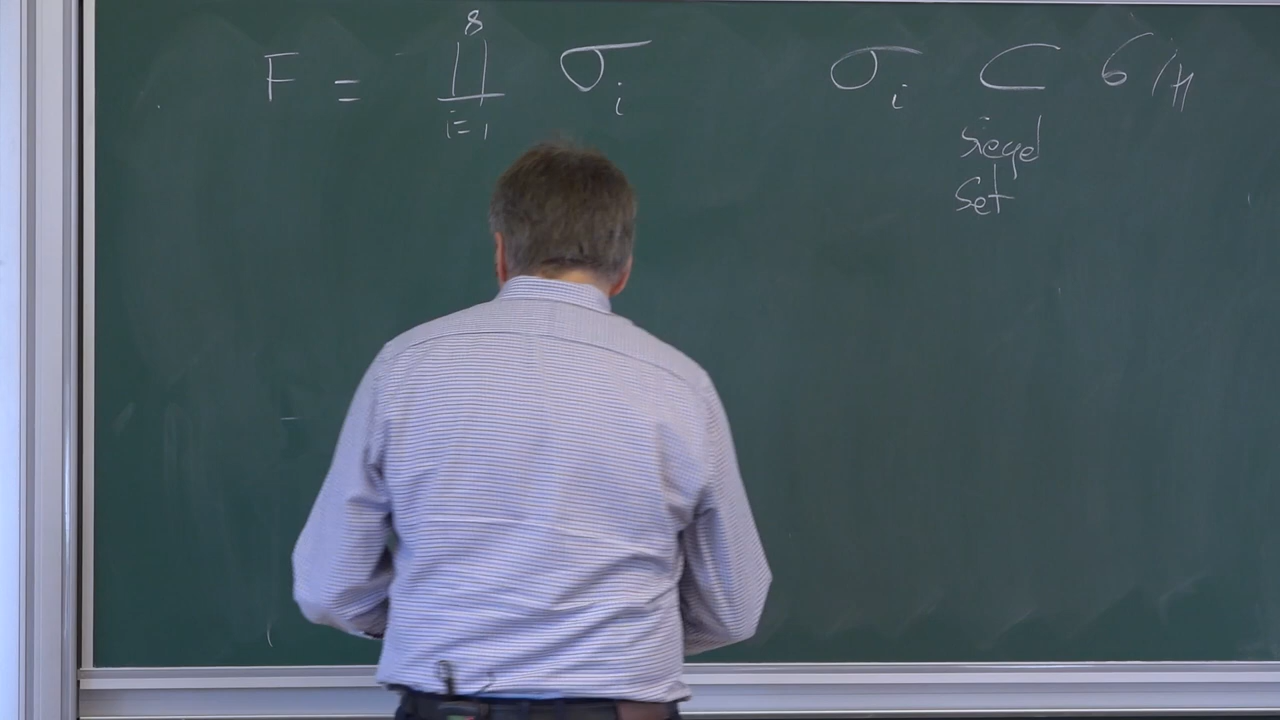 F = ∐_{i=1}^{8} σ_i    σ_i ⊂ G/H
siegel
Set